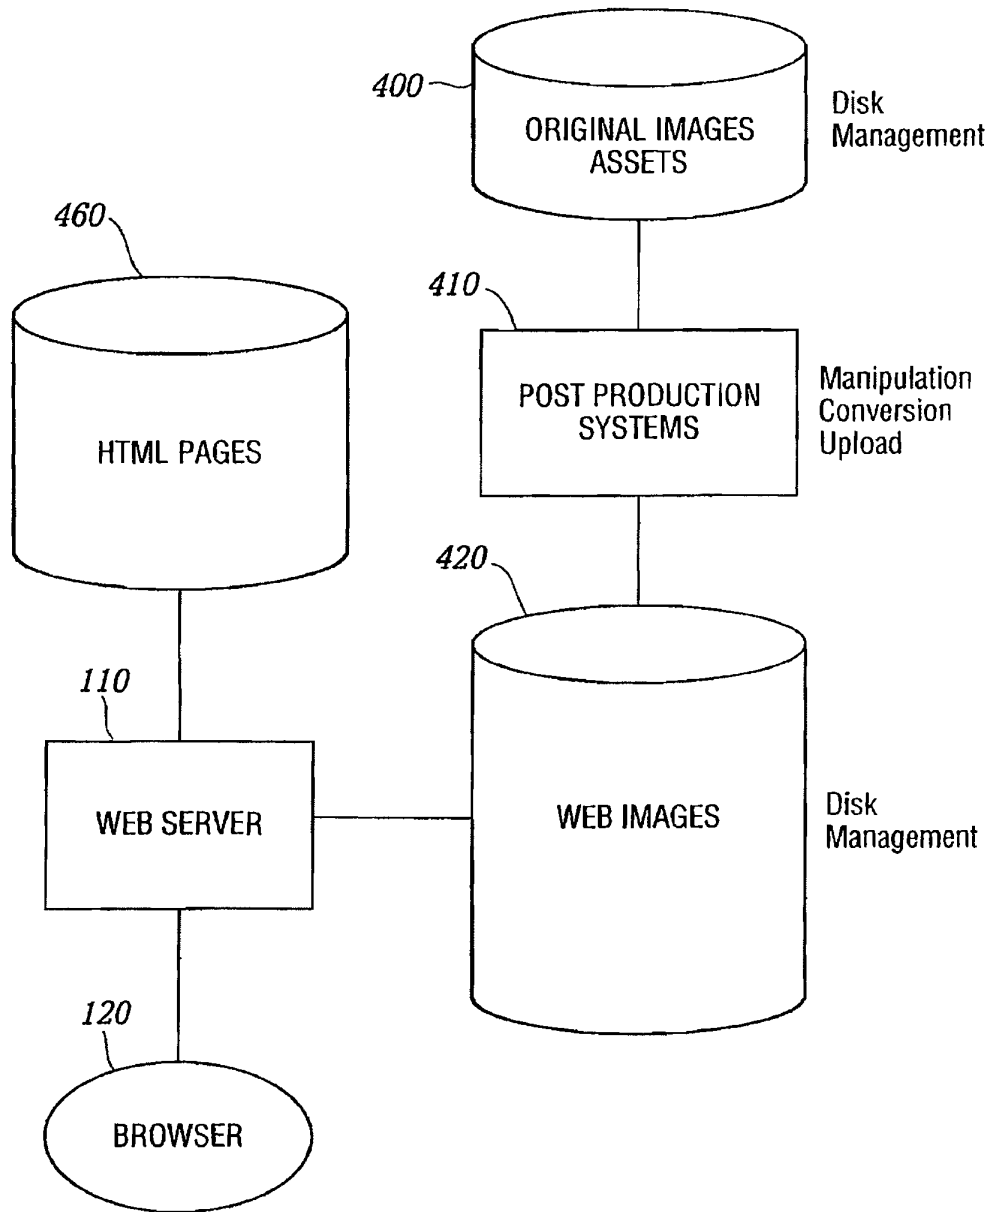 400
ORIGINAL IMAGES
ASSETS
Disk
Management
460
HTML PAGES
410
POST PRODUCTION
SYSTEMS
Manipulation
Conversion
Upload
420
WEB IMAGES
Disk
Management
110
WEB SERVER
120
BROWSER